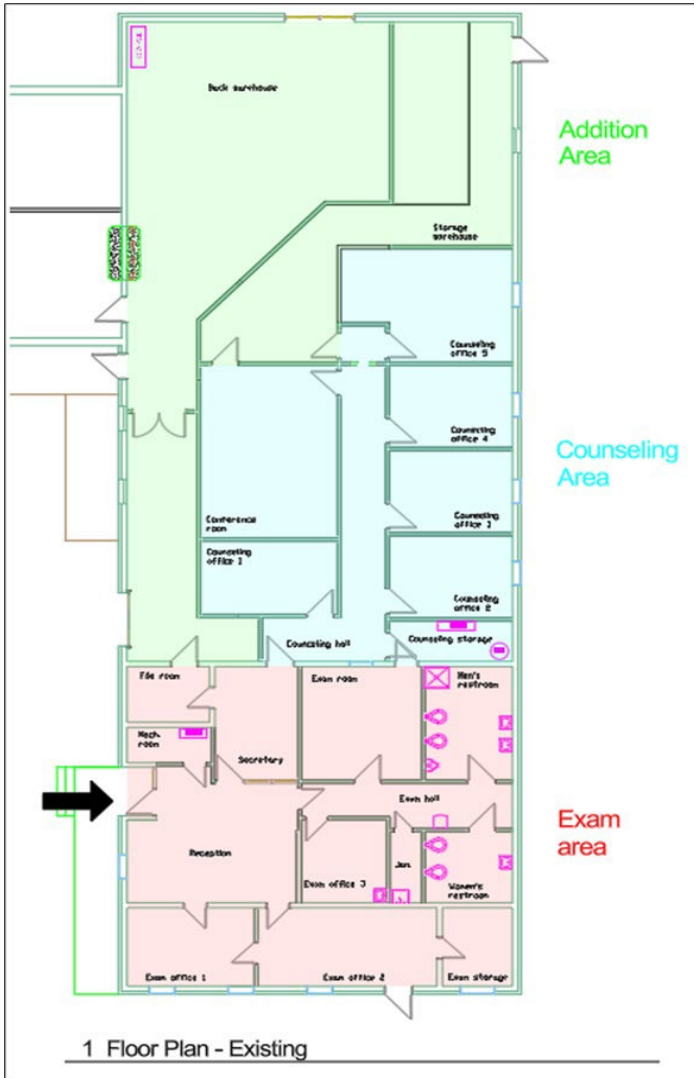 warehouse
Addition
Area
Storage
warehouse
Counseling
office 5
Counseling
office 4
Counseling
Area
Counseling
office
Conference
room
Counseling
office 1
Counseling
office 2
Counseling hall
Counseling storage
File room
Exam room
Men's
restroom
Mech.
room
Secretary
Exam hall
Exam
area
Reception
Jan.
Exam office 3
Women's
restroom
Exam office 1
Exam office 2
Exam storage
1 Floor Plan - Existing